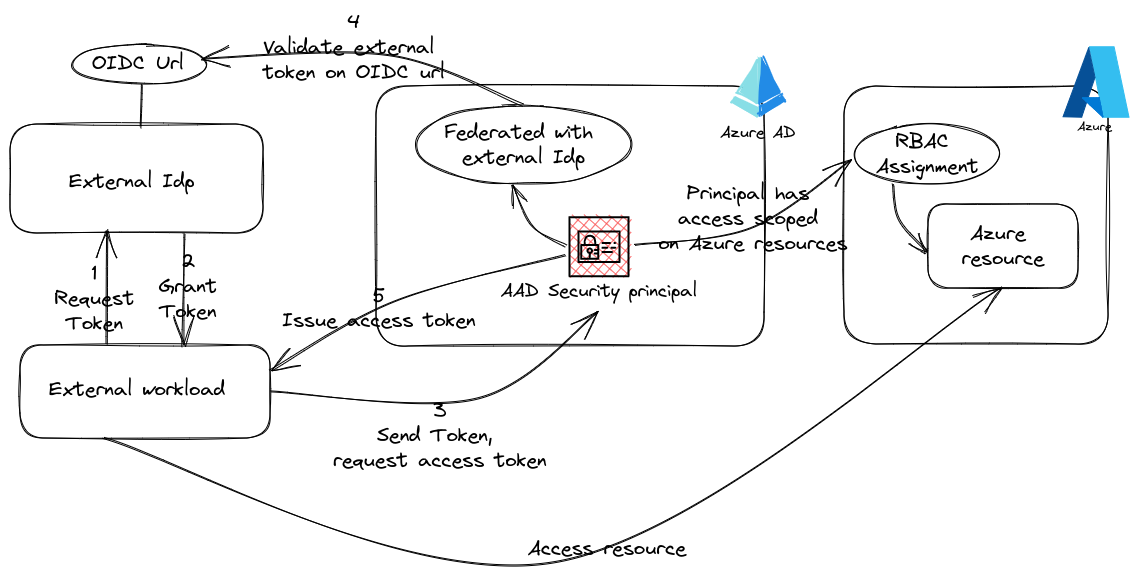 4
Validate external
token on OIDC url
OIDC Url
Azure AD
Azure
Federated with
external Idp
RBAC
Assignment
External Idp
Principal has
access scoped
on Azure resources
Azure
resource
1
Request
Token
2
Grant
Token
AAD Security principal
5
Issue access token
External workload
3
Send Token,
request access token
Access resource